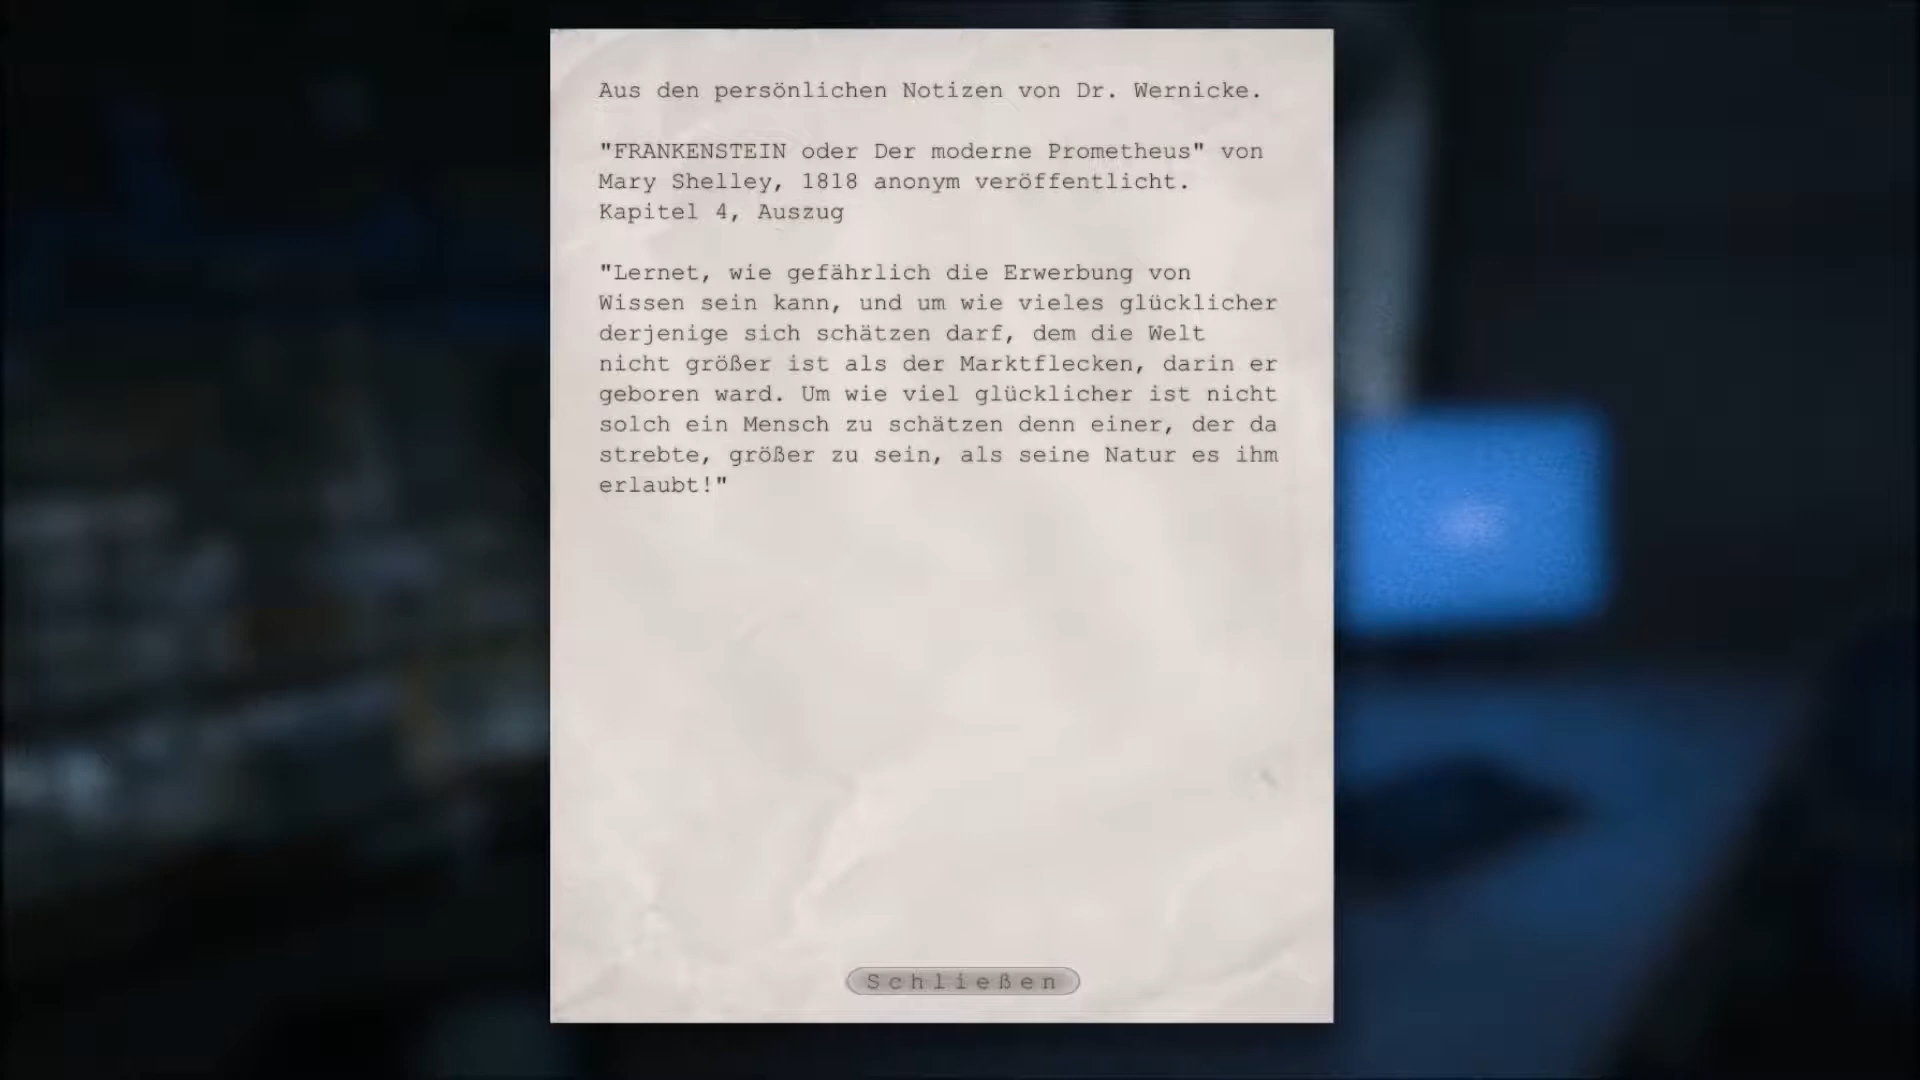 Aus den persönlichen Notizen von Dr. Wernicke.
"FRANKENSTEIN oder Der moderne Prometheus" von
Mary Shelley, 1818 anonym veröffentlicht.
Kapitel 4, Auszug
"Lernet, wie gefährlich die Erwerbung von
Wissen sein kann, und um wie vieles glücklicher
derjenige sich schätzen darf, dem die Welt
nicht größer ist als der Marktflecken, darin er
geboren ward. Um wie viel glücklicher ist nicht
solch ein Mensch zu schätzen denn einer, der da
strebte, größer zu sein, als seine Natur es ihm
erlaubt!"
Schließen